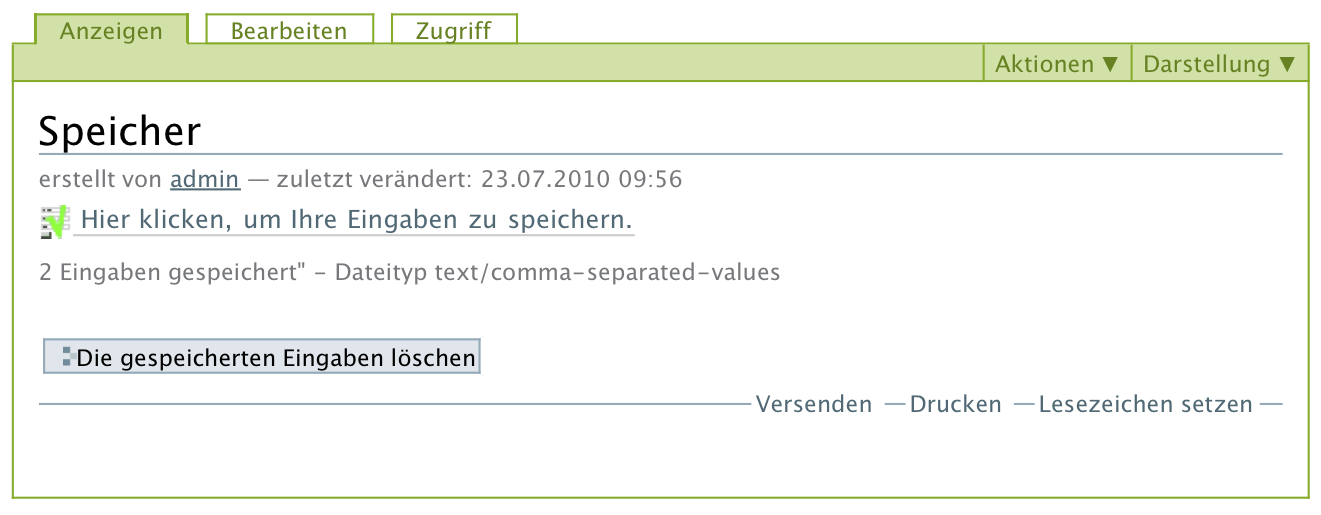 Anzeigen Bearbeiten Zugriff
Aktionen ▼ Darstellung ▼
Speicher
erstellt von admin — zuletzt verändert: 23.07.2010 09:56
Hier klicken, um Ihre Eingaben zu speichern.
2 Eingaben gespeichert" – Dateityp text/comma-separated-values
Die gespeicherten Eingaben löschen
Versenden — Drucken — Lesezeichen setzen —